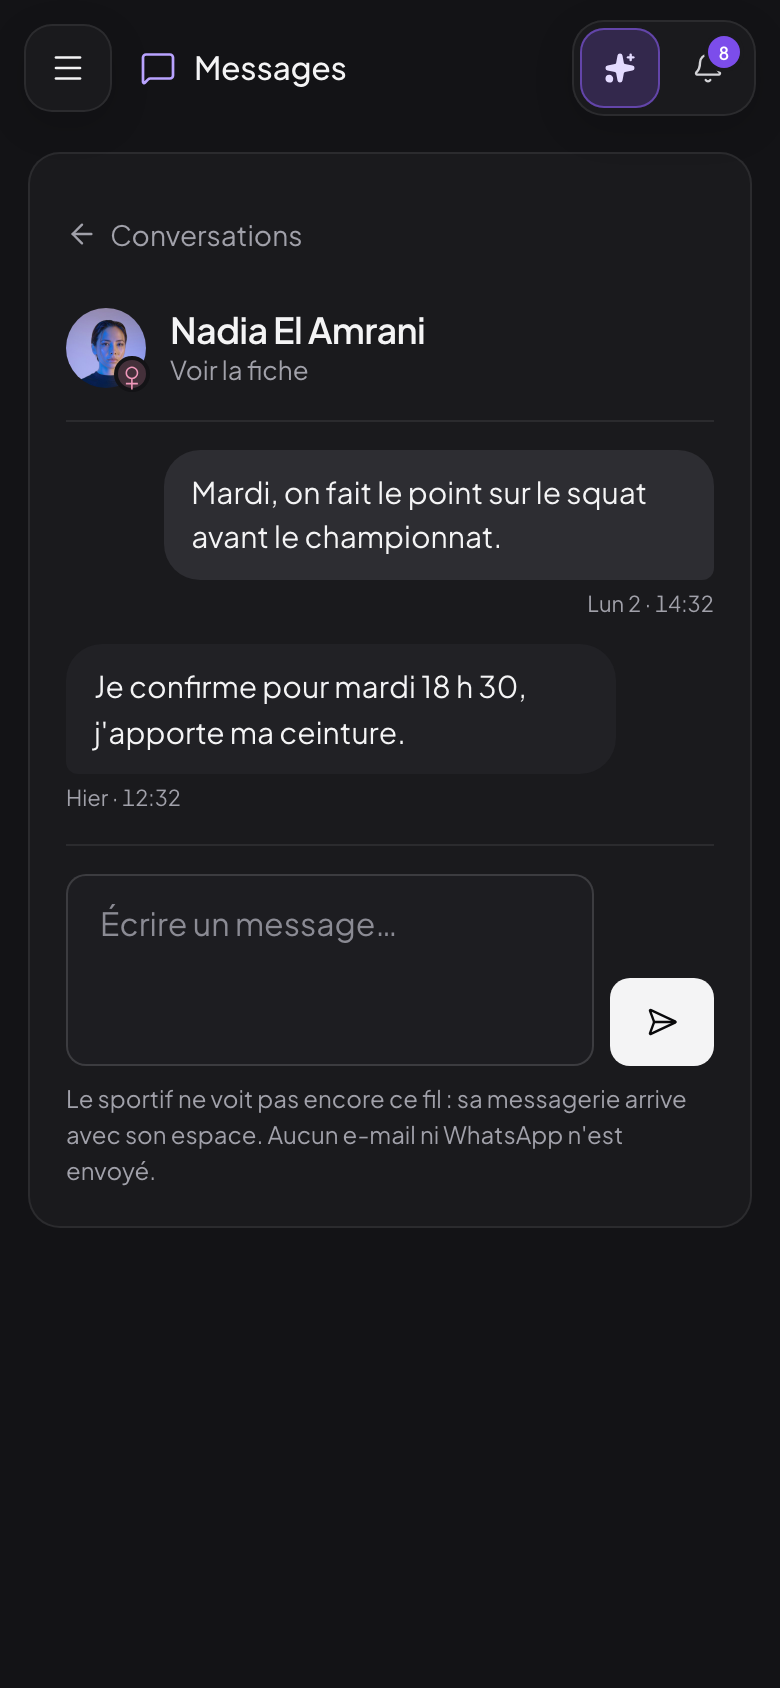 Messages
8
Conversations
Nadia El Amrani
Voir la fiche
Mardi, on fait le point sur le squat
avant le championnat.
Lun 2 · 14:32
Je confirme pour mardi 18 h 30,
j'apporte ma ceinture.
Hier · 12:32
Écrire un message...
Le sportif ne voit pas encore ce fil : sa messagerie arrive
avec son espace. Aucun e-mail ni WhatsApp n'est
envoyé.